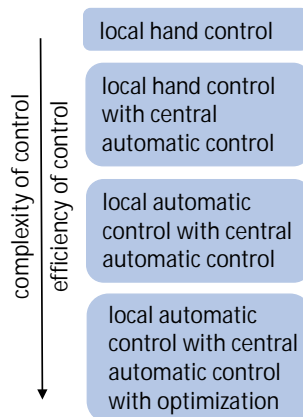 local hand control
local hand control
with central
automatic control
local automatic
control with central
automatic control
local automatic
control with central
automatic control
with optimization
complexity of control
efficiency of control